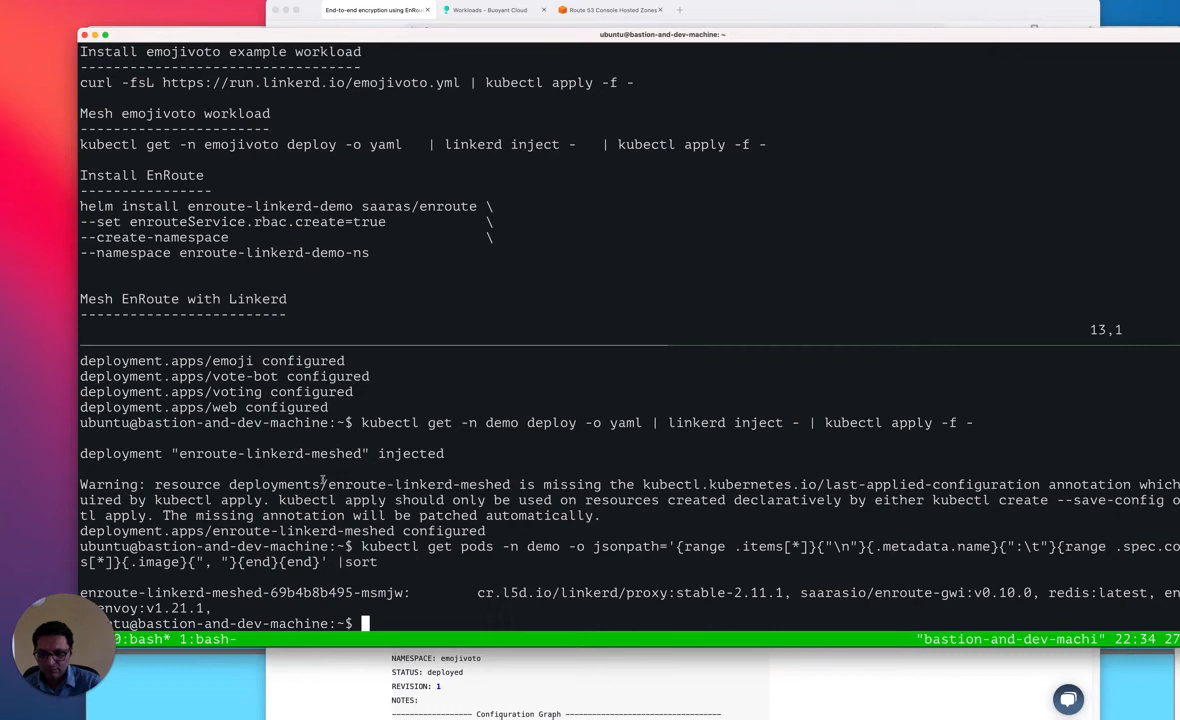 End-to-end encryption using EnRou
Workloads - Buoyant Cloud
Route 53 Console Hosted Zones
ubuntu@bastion-and-dev-machine: ~
Install emojivoto example workload
----------------------------------
curl -fsL https://run.linkerd.io/emojivoto.yml | kubectl apply -f -
Mesh emojivoto workload
-----------------------
kubectl get -n emojivoto deploy -o yaml   | linkerd inject -   | kubectl apply -f -
Install EnRoute
----------------
helm install enroute-linkerd-demo saaras/enroute \
--set enrouteService.rbac.create=true \
--create-namespace \
--namespace enroute-linkerd-demo-ns
Mesh EnRoute with Linkerd
-------------------------
13,1
deployment.apps/emoji configured
deployment.apps/vote-bot configured
deployment.apps/voting configured
deployment.apps/web configured
ubuntu@bastion-and-dev-machine:~$ kubectl get -n demo deploy -o yaml | linkerd inject - | kubectl apply -f -
deployment "enroute-linkerd-meshed" injected
Warning: resource deployments/enroute-linkerd-meshed is missing the kubectl.kubernetes.io/last-applied-configuration annotation which
uired by kubectl apply. kubectl apply should only be used on resources created declaratively by either kubectl create --save-config o
tl apply. The missing annotation will be patched automatically.
deployment.apps/enroute-linkerd-meshed configured
ubuntu@bastion-and-dev-machine:~$ kubectl get pods -n demo -o jsonpath='{range .items[*]}{"\n"}{.metadata.name}{":\t"}{range .spec.co
s[*]}{.image}{", "}{end}{end}' |sort
enroute-linkerd-meshed-69b4b8b495-msmjw:        cr.l5d.io/linkerd/proxy:stable-2.11.1, saarasio/enroute-gwi:v0.10.0, redis:latest, en
envoy:v1.21.1,
ntu@bastion-and-dev-machine:~$
0:bash* 1:bash- "bastion-and-dev-machi" 22:34 27
NAMESPACE: emojivoto
STATUS: deployed
REVISION: 1
NOTES:
------------------ Configuration Graph -----------------------------------